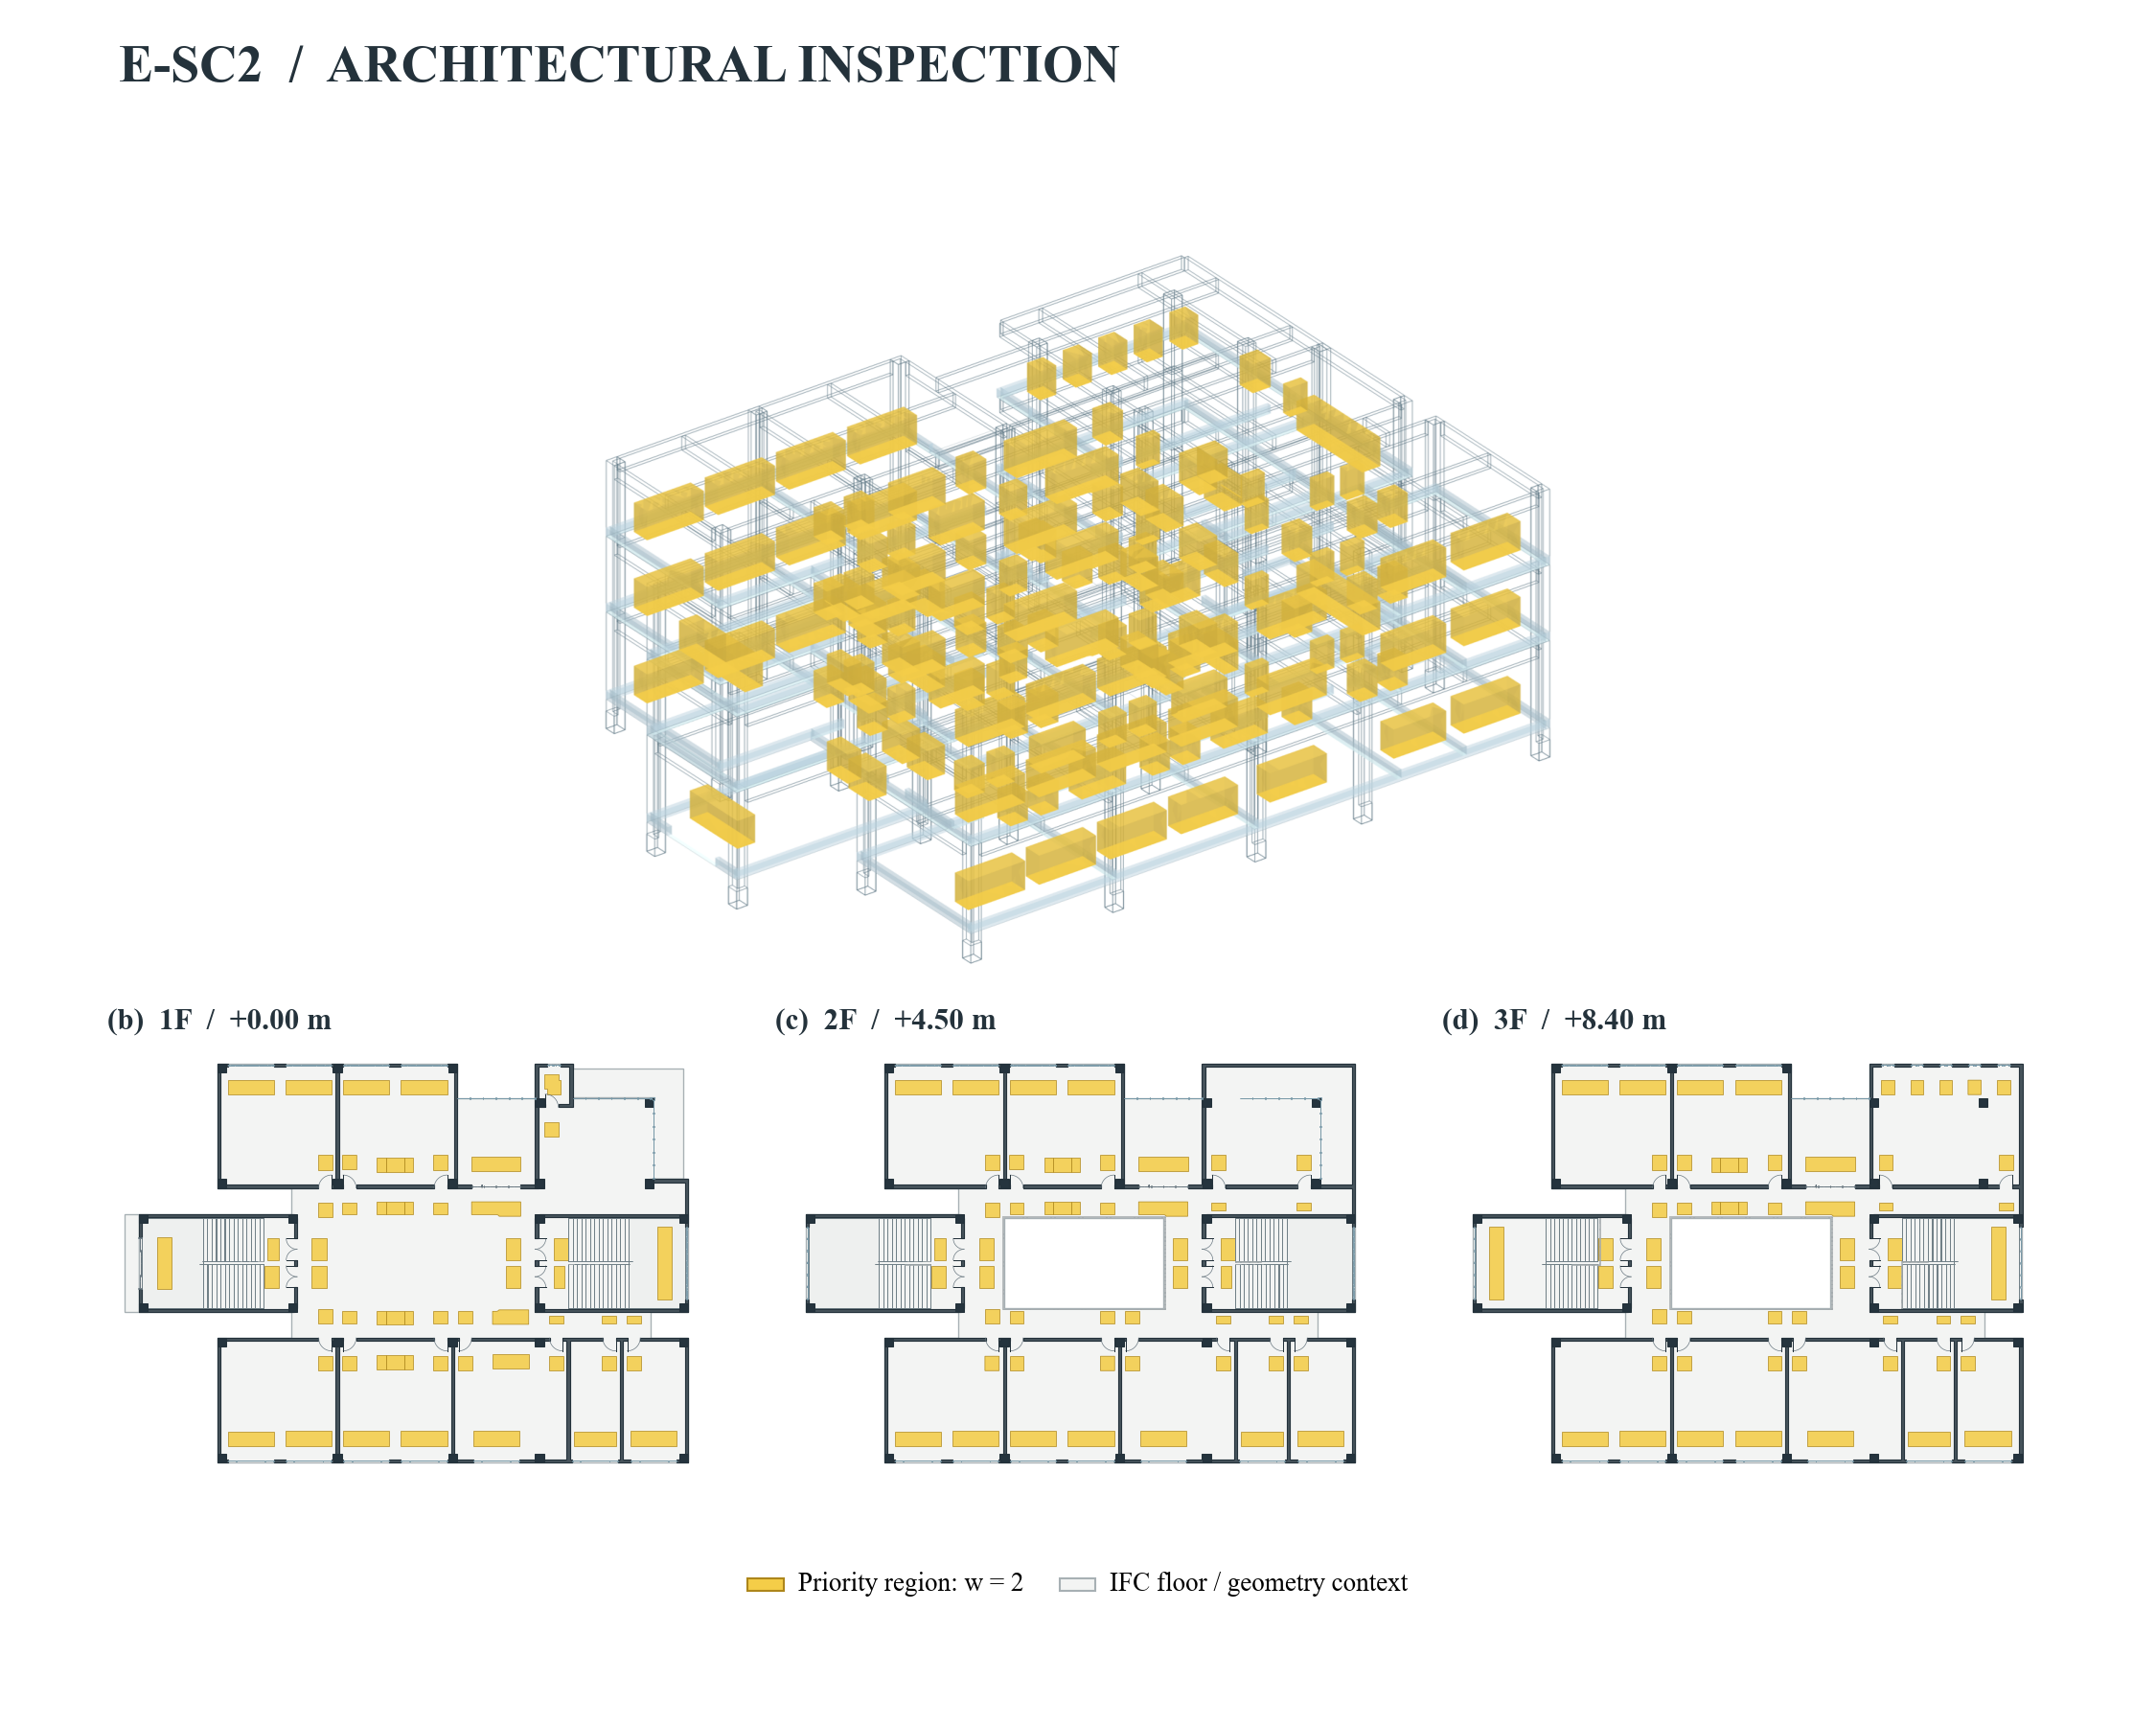 E-SC2 / ARCHITECTURAL INSPECTION
(b) 1F / +0.00 m
(c) 2F / +4.50 m
(d) 3F / +8.40 m
Priority region: w = 2
IFC floor / geometry context